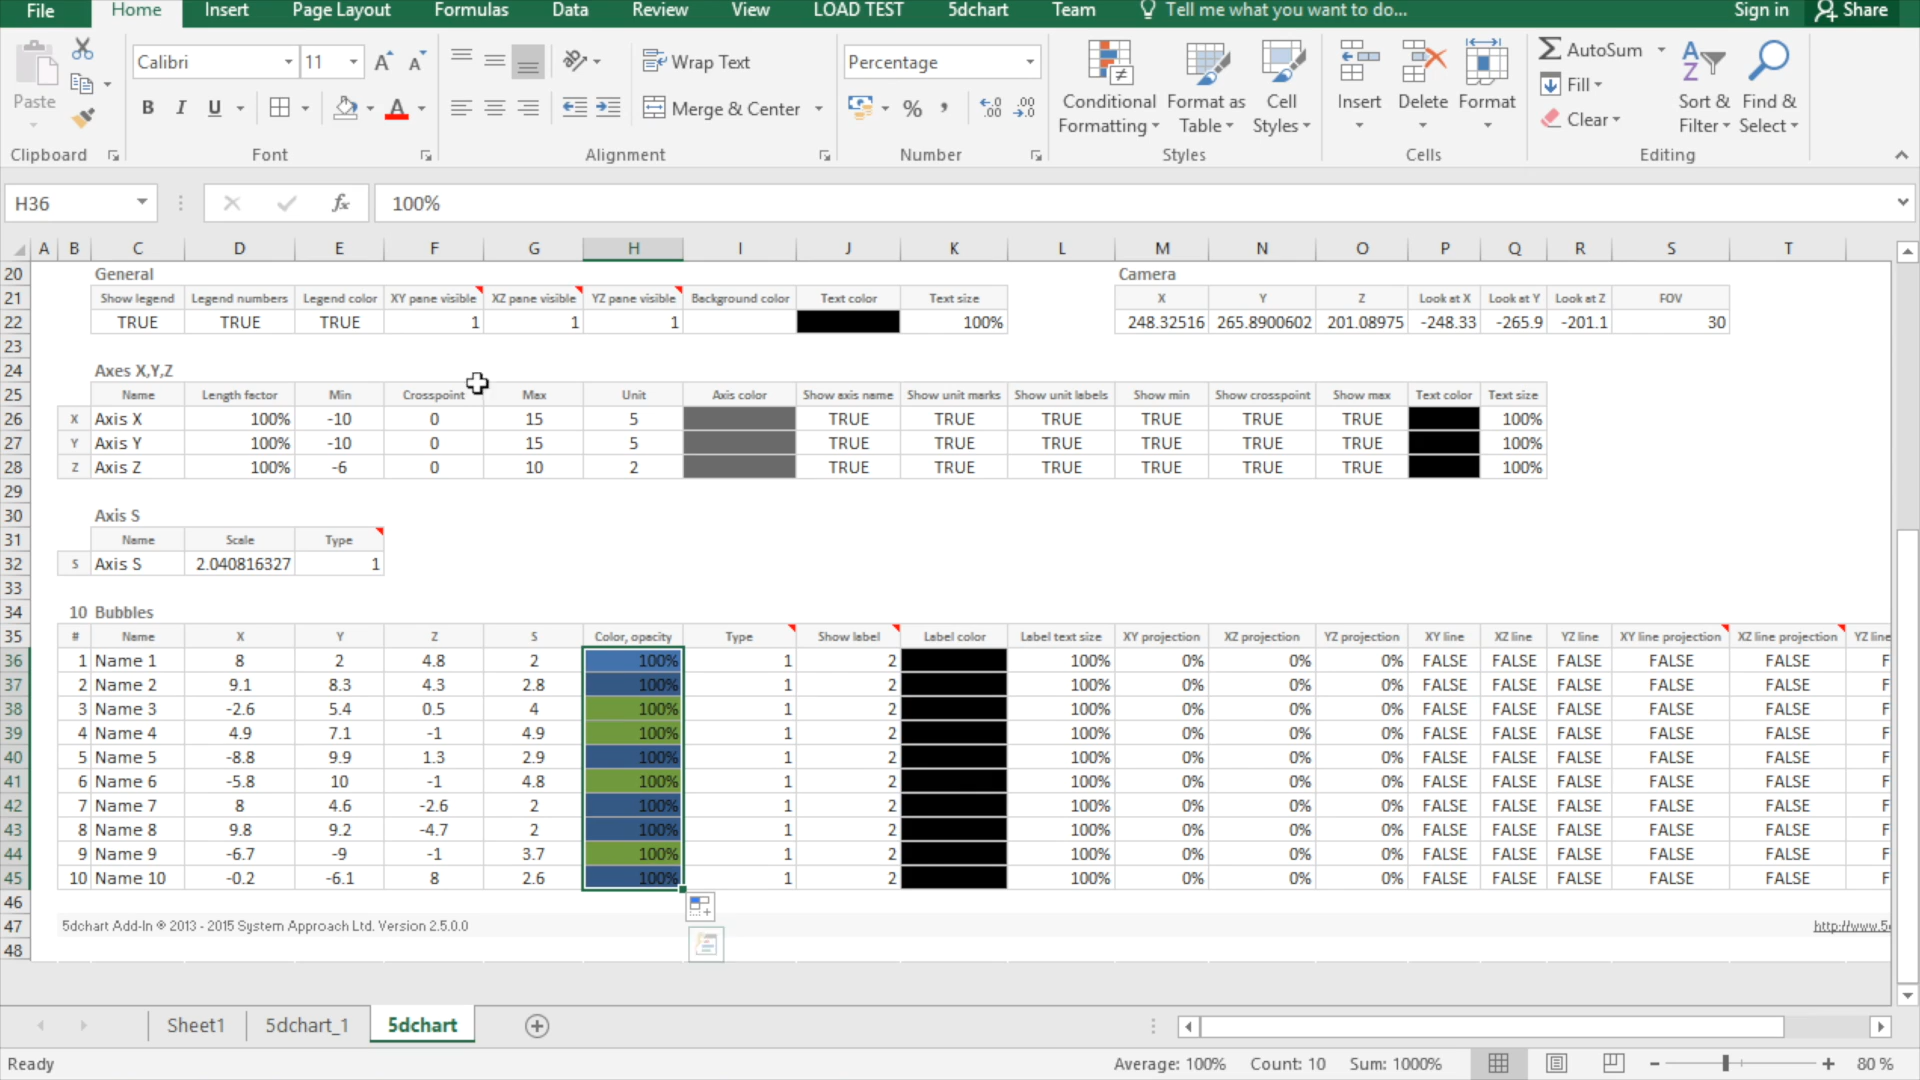 File Home Insert Page Layout Formulas Data Review View LOAD TEST 5dchart Team Tell me what you want to do... Sign in Share
Paste Calibri 11 Wrap Text Percentage Conditional Formatting Format as Table Cell Styles Insert Delete Format AutoSum Fill Clear Sort & Filter Find & Select
B I U A Merge & Center %
Clipboard Font Alignment Number Styles Cells Editing
H36 fx 100%
A B C D E F G H I J K L M N O P Q R S T
20 General Camera
21 Show legend Legend numbers Legend color XY pane visible XZ pane visible YZ pane visible Background color Text color Text size X Y Z Look at X Look at Y Look at Z FOV
22 TRUE TRUE TRUE 1 1 1 100% 248.32516 265.8900602 201.08975 -248.33 -265.9 -201.1 30
23
24 Axes X,Y,Z
25 Name Length factor Min Crosspoint Max Unit Axis color Show axis name Show unit marks Show unit labels Show min Show crosspoint Show max Text color Text size
26 X Axis X 100% -10 0 15 5 TRUE TRUE TRUE TRUE TRUE TRUE 100%
27 Y Axis Y 100% -10 0 15 5 TRUE TRUE TRUE TRUE TRUE TRUE 100%
28 Z Axis Z 100% -6 0 10 2 TRUE TRUE TRUE TRUE TRUE TRUE 100%
29
30 Axis S
31 Name Scale Type
32 S Axis S 2.040816327 1
33
34 10 Bubbles
35 # Name X Y Z S Color, opacity Type Show label Label color Label text size XY projection XZ projection YZ projection XY line XZ line YZ line XY line projection XZ line projection YZ line
36 1 Name 1 8 2 4.8 2 100% 1 2 100% 0% 0% 0% FALSE FALSE FALSE FALSE FALSE F
37 2 Name 2 9.1 8.3 4.3 2.8 100% 1 2 100% 0% 0% 0% FALSE FALSE FALSE FALSE FALSE F
38 3 Name 3 -2.6 5.4 0.5 4 100% 1 2 100% 0% 0% 0% FALSE FALSE FALSE FALSE FALSE F
39 4 Name 4 4.9 7.1 -1 4.9 100% 1 2 100% 0% 0% 0% FALSE FALSE FALSE FALSE FALSE F
40 5 Name 5 -8.8 9.9 1.3 2.9 100% 1 2 100% 0% 0% 0% FALSE FALSE FALSE FALSE FALSE F
41 6 Name 6 -5.8 10 -1 4.8 100% 1 2 100% 0% 0% 0% FALSE FALSE FALSE FALSE FALSE F
42 7 Name 7 8 4.6 -2.6 2 100% 1 2 100% 0% 0% 0% FALSE FALSE FALSE FALSE FALSE F
43 8 Name 8 9.8 9.2 -4.7 2 100% 1 2 100% 0% 0% 0% FALSE FALSE FALSE FALSE FALSE F
44 9 Name 9 -6.7 -9 -1 3.7 100% 1 2 100% 0% 0% 0% FALSE FALSE FALSE FALSE FALSE F
45 10 Name 10 -0.2 -6.1 8 2.6 100% 1 2 100% 0% 0% 0% FALSE FALSE FALSE FALSE FALSE F
46
47 5dchart Add-In ® 2013 - 2015 System Approach Ltd. Version 2.5.0.0 http://www.5
48
Sheet1 5dchart_1 5dchart
Ready Average: 100% Count: 10 Sum: 1000% 80 %